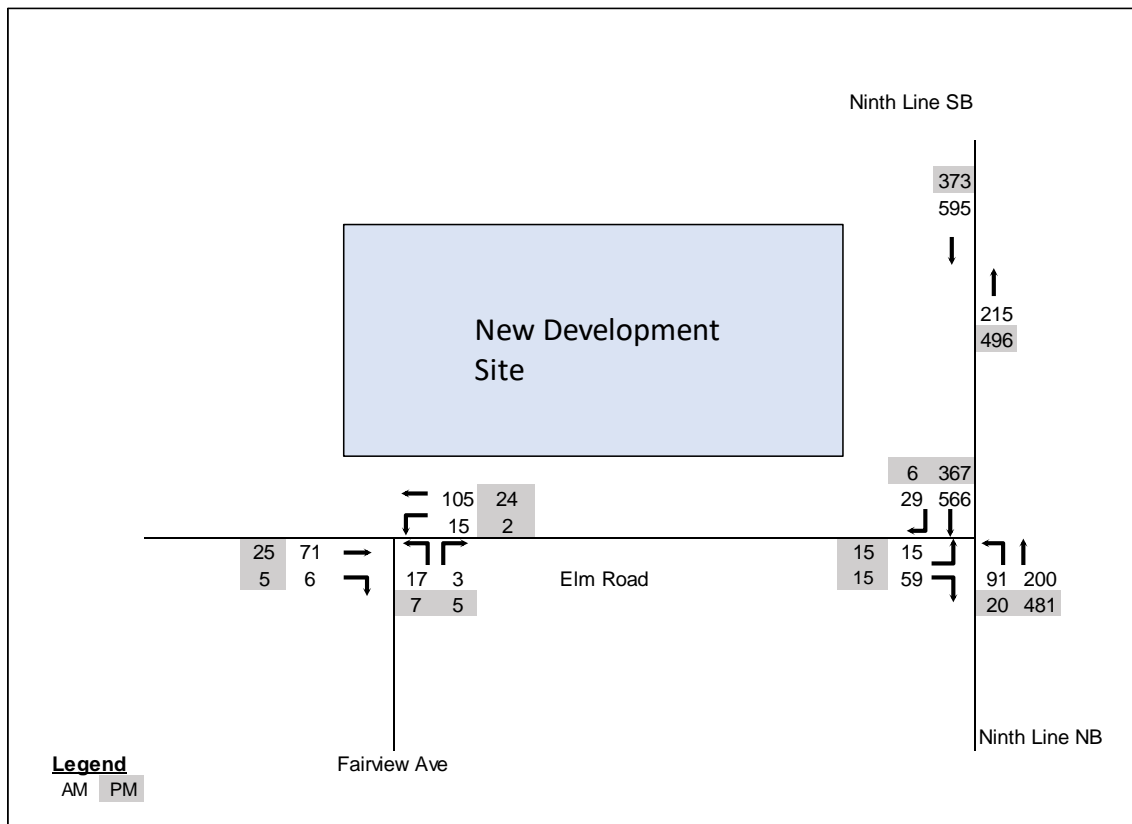 Ninth Line SB
373
595
New Development
Site
215
496
6 367
29 566
105 24
15 2
25 71
5 6
17 3
7 5
Elm Road
15 15
15 59
91 200
20 481
Ninth Line NB
Fairview Ave
Legend
AM PM